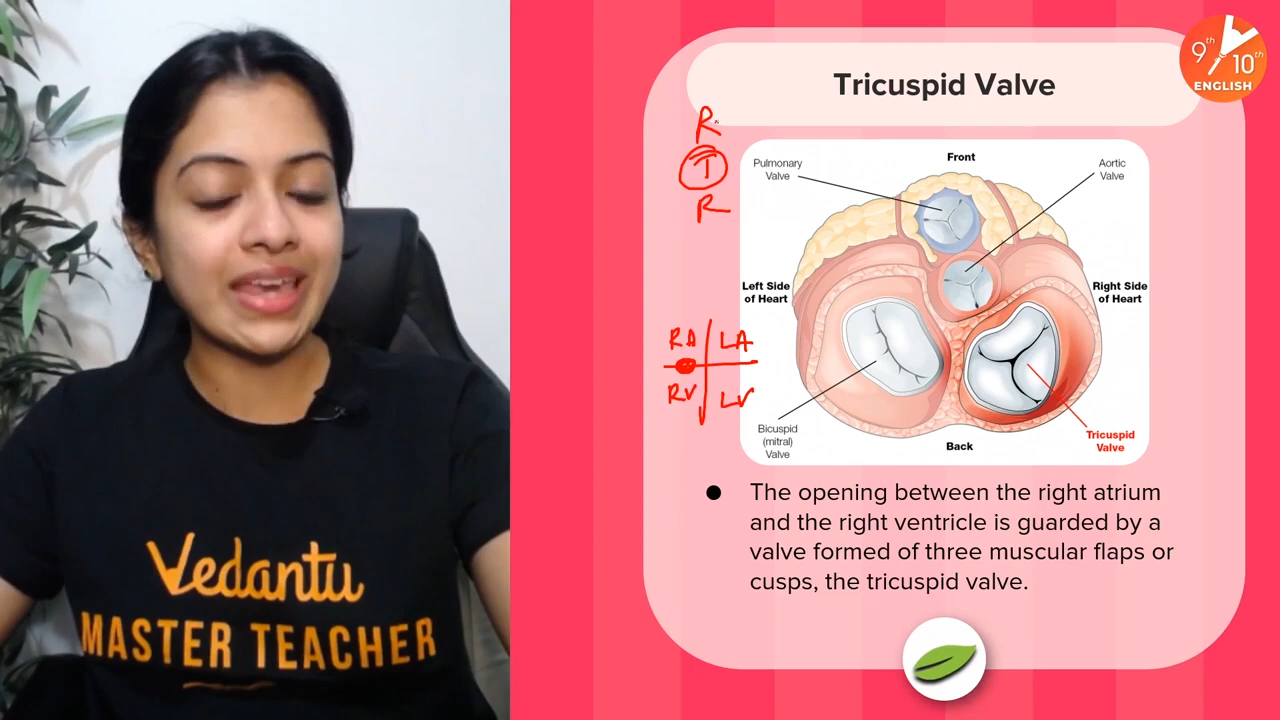 Tricuspid Valve
9th
10th
ENGLISH
R
T
R
Pulmonary
Valve
Front
Aortic
Valve
Left Side
of Heart
Right Side
of Heart
RA LA
RV LV
Bicuspid
(mitral)
Valve
Back
Tricuspid
Valve
Vedantu
MASTER TEACHER
● The opening between the right atrium
and the right ventricle is guarded by a
valve formed of three muscular flaps or
cusps, the tricuspid valve.